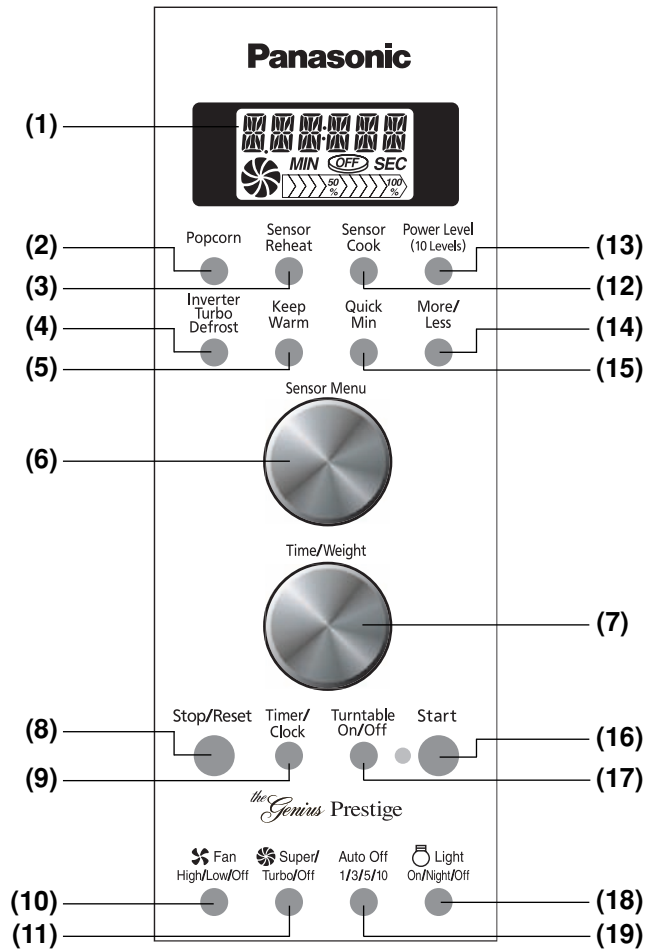 Panasonic
(1)
MIN OFF SEC
50 % 100 %
Popcorn
Sensor Reheat
Sensor Cook
Power Level (10 Levels)
(2)
(3)
(12)
(13)
Inverter Turbo Defrost
Keep Warm
Quick Min
More/ Less
(4)
(5)
(15)
(14)
Sensor Menu
(6)
Time/Weight
(7)
Stop/Reset
Timer/ Clock
Turntable On/Off
Start
(8)
(9)
(17)
(16)
the Genius Prestige
Fan High/Low/Off
Super/ Turbo/Off
Auto Off 1/3/5/10
Light On/Night/Off
(10)
(11)
(19)
(18)